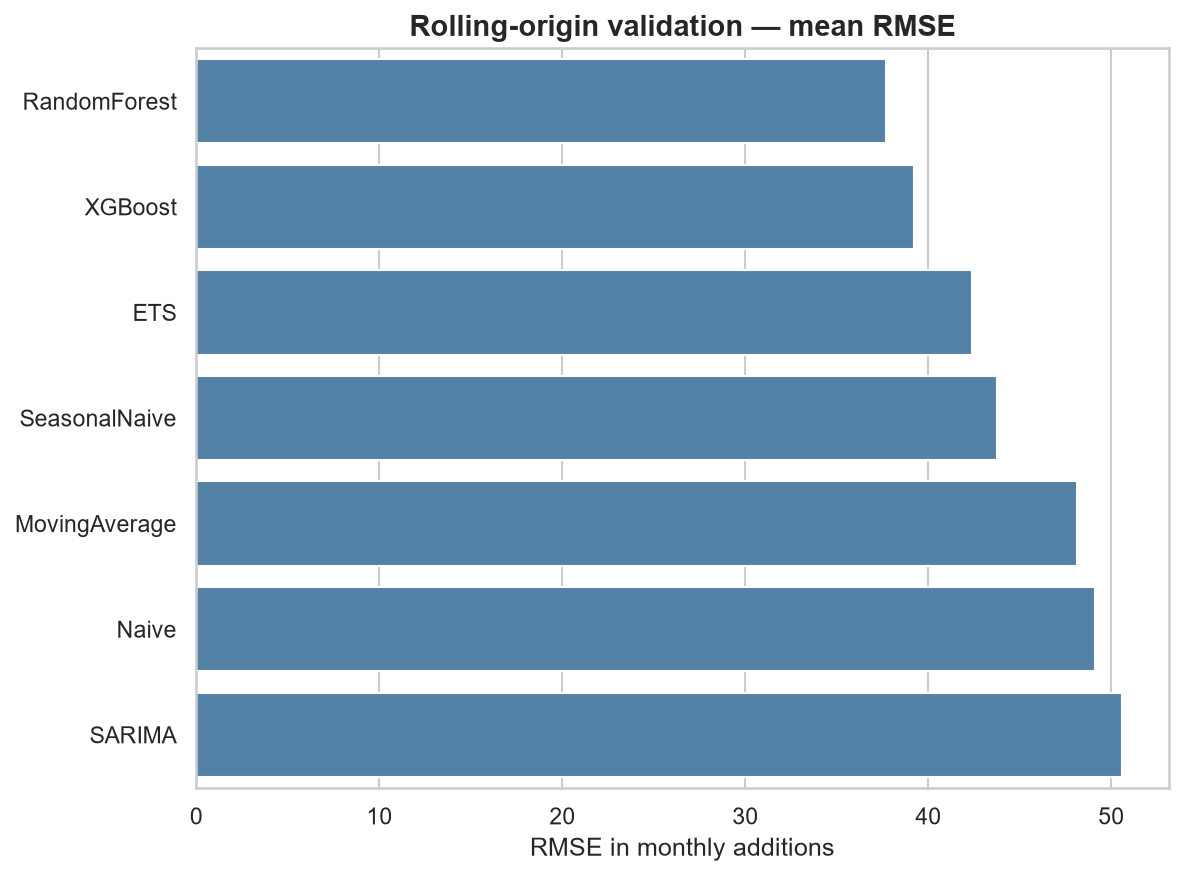 Rolling-origin validation — mean RMSE
RandomForest
XGBoost
ETS
SeasonalNaive
MovingAverage
Naive
SARIMA
0 10 20 30 40 50
RMSE in monthly additions